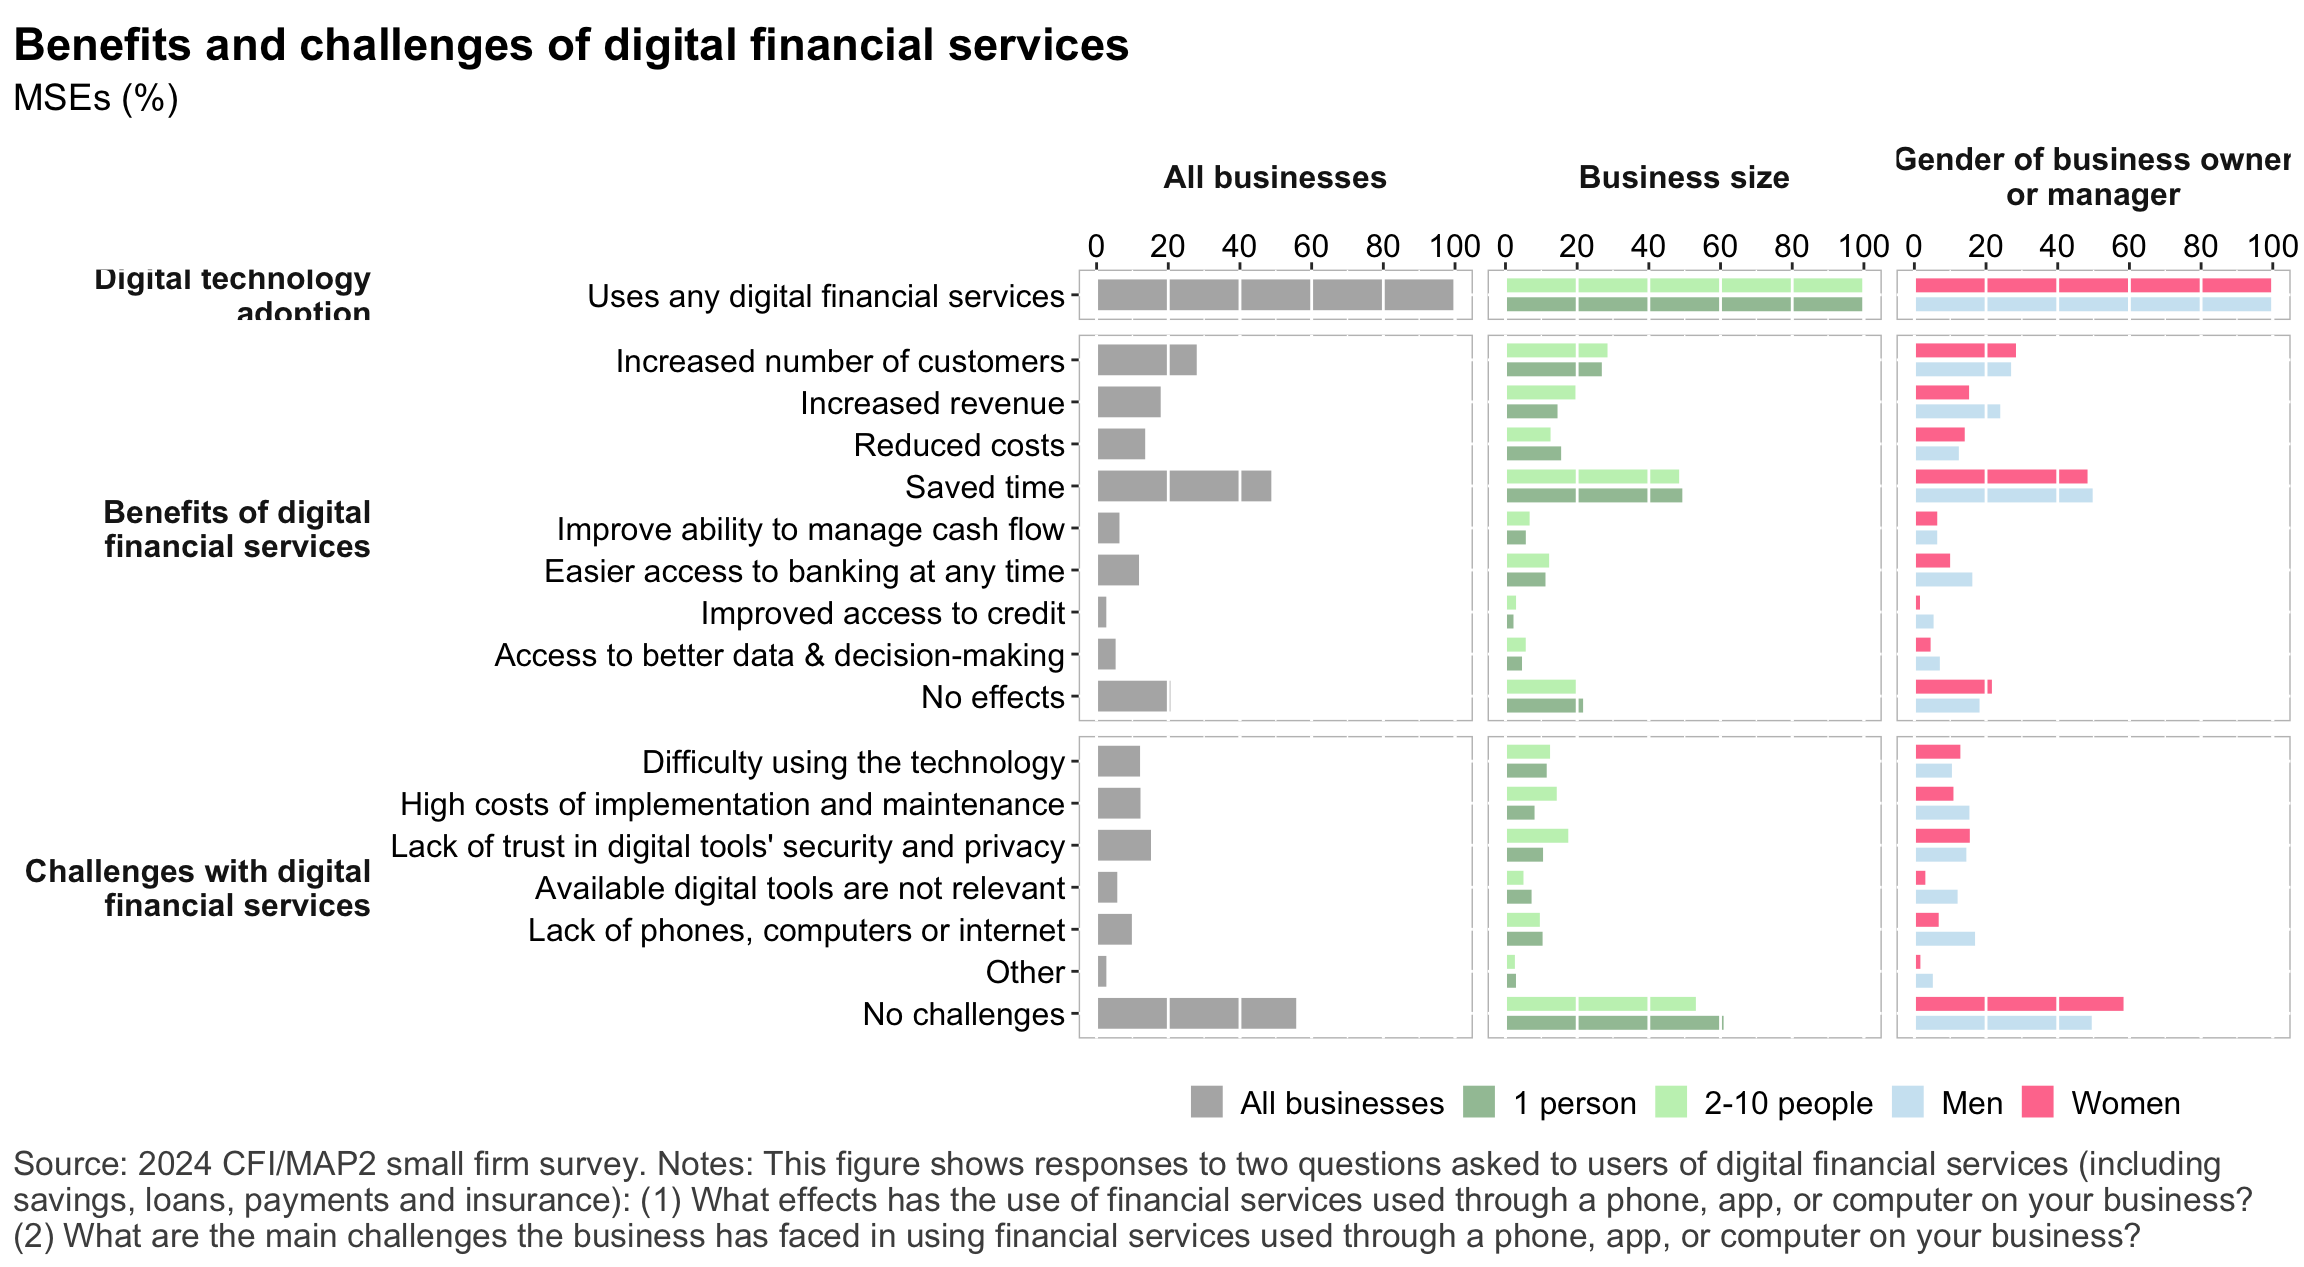 Benefits and challenges of digital financial services
MSEs (%)
All businesses
Business size
Gender of business owner
or manager
0 20 40 60 80 100
0 20 40 60 80 100
0 20 40 60 80 100
Digital technology
adoption
Uses any digital financial services
Benefits of digital
financial services
Increased number of customers
Increased revenue
Reduced costs
Saved time
Improve ability to manage cash flow
Easier access to banking at any time
Improved access to credit
Access to better data & decision-making
No effects
Challenges with digital
financial services
Difficulty using the technology
High costs of implementation and maintenance
Lack of trust in digital tools' security and privacy
Available digital tools are not relevant
Lack of phones, computers or internet
Other
No challenges
All businesses
1 person
2-10 people
Men
Women
Source: 2024 CFI/MAP2 small firm survey. Notes: This figure shows responses to two questions asked to users of digital financial services (including
savings, loans, payments and insurance): (1) What effects has the use of financial services used through a phone, app, or computer on your business?
(2) What are the main challenges the business has faced in using financial services used through a phone, app, or computer on your business?